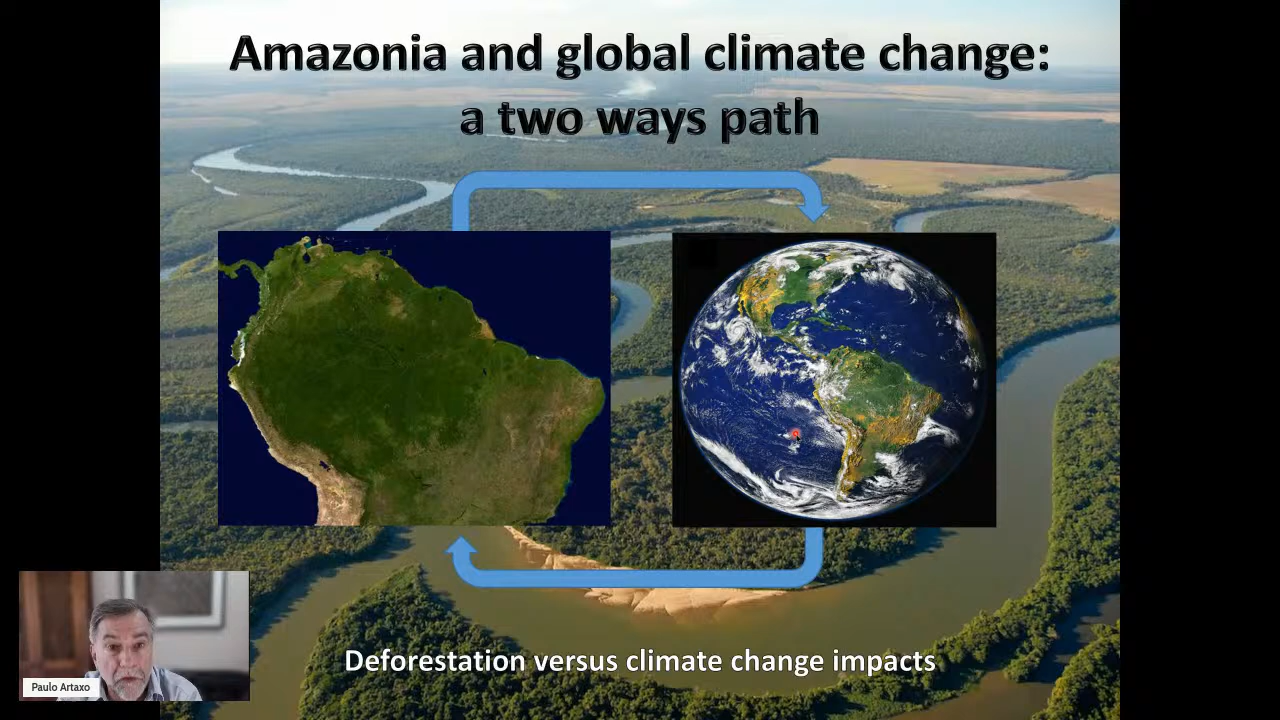 Amazonia and global climate change:
a two ways path
Deforestation versus climate change impacts
Paulo Artaxo